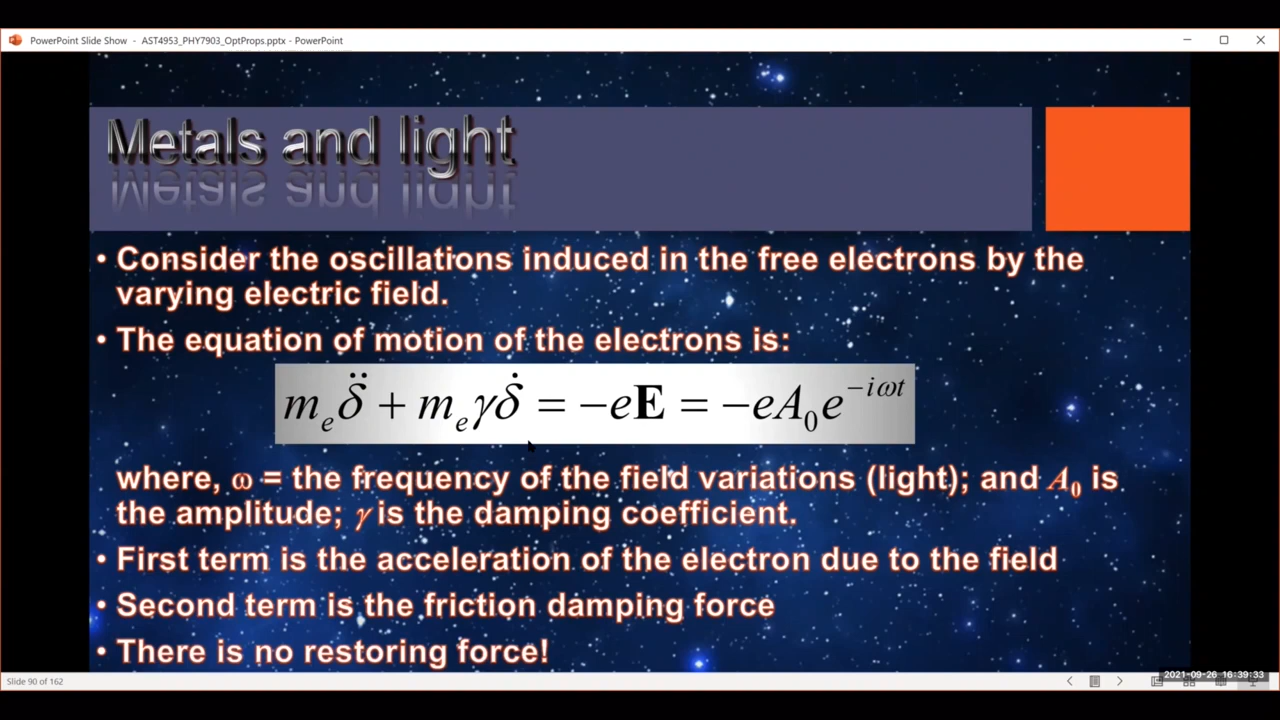 PowerPoint Slide Show - AST4953_PHY7903_OptProps.pptx - PowerPoint
Metals and light
• Consider the oscillations induced in the free electrons by the
varying electric field.
• The equation of motion of the electrons is:
mₑδ̈ + mₑγδ̇ = −eE = −eA₀e^{−iωt}
where, ω = the frequency of the field variations (light); and A₀ is
the amplitude; γ is the damping coefficient.
• First term is the acceleration of the electron due to the field
• Second term is the friction damping force
• There is no restoring force!
Slide 90 of 162
2021-09-26 16:39:33